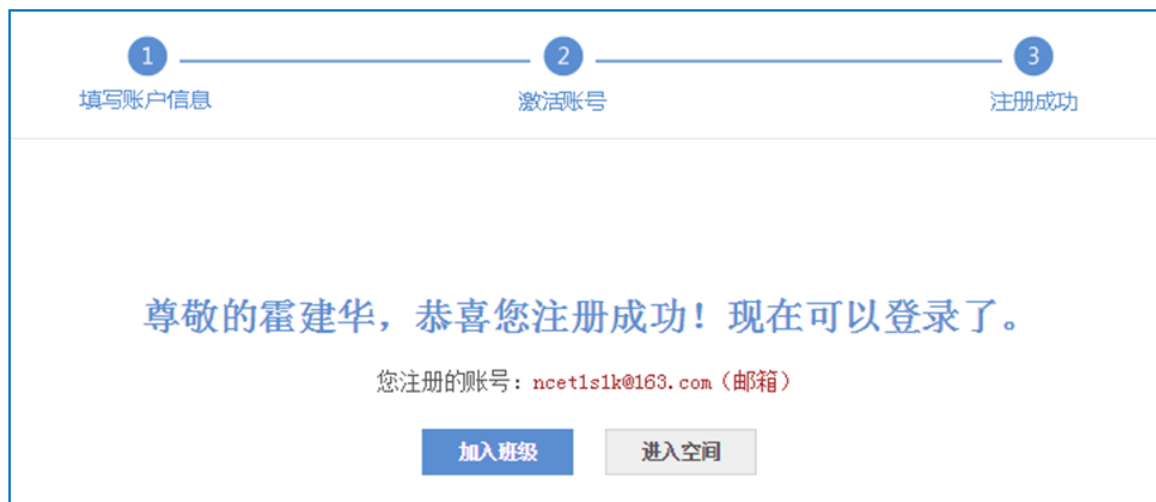 1 2 3
填写账户信息 激活账号 注册成功
尊敬的霍建华，恭喜您注册成功！现在可以登录了。
您注册的账号：ncet1s1k@163.com（邮箱）
加入班级 进入空间